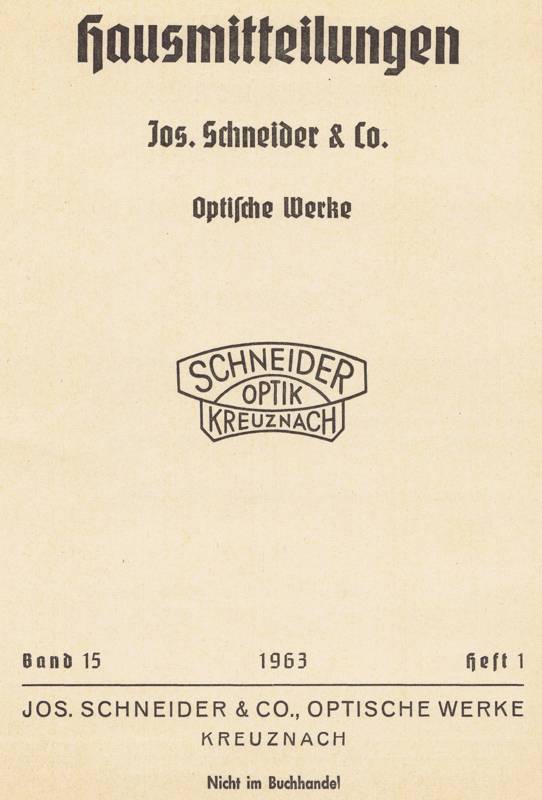 Hausmitteilungen
Jos. Schneider & Co.
Optische Werke
SCHNEIDER
OPTIK
KREUZNACH
Band 15 1963 Heft 1
JOS. SCHNEIDER & CO., OPTISCHE WERKE
KREUZNACH
Nicht im Buchhandel